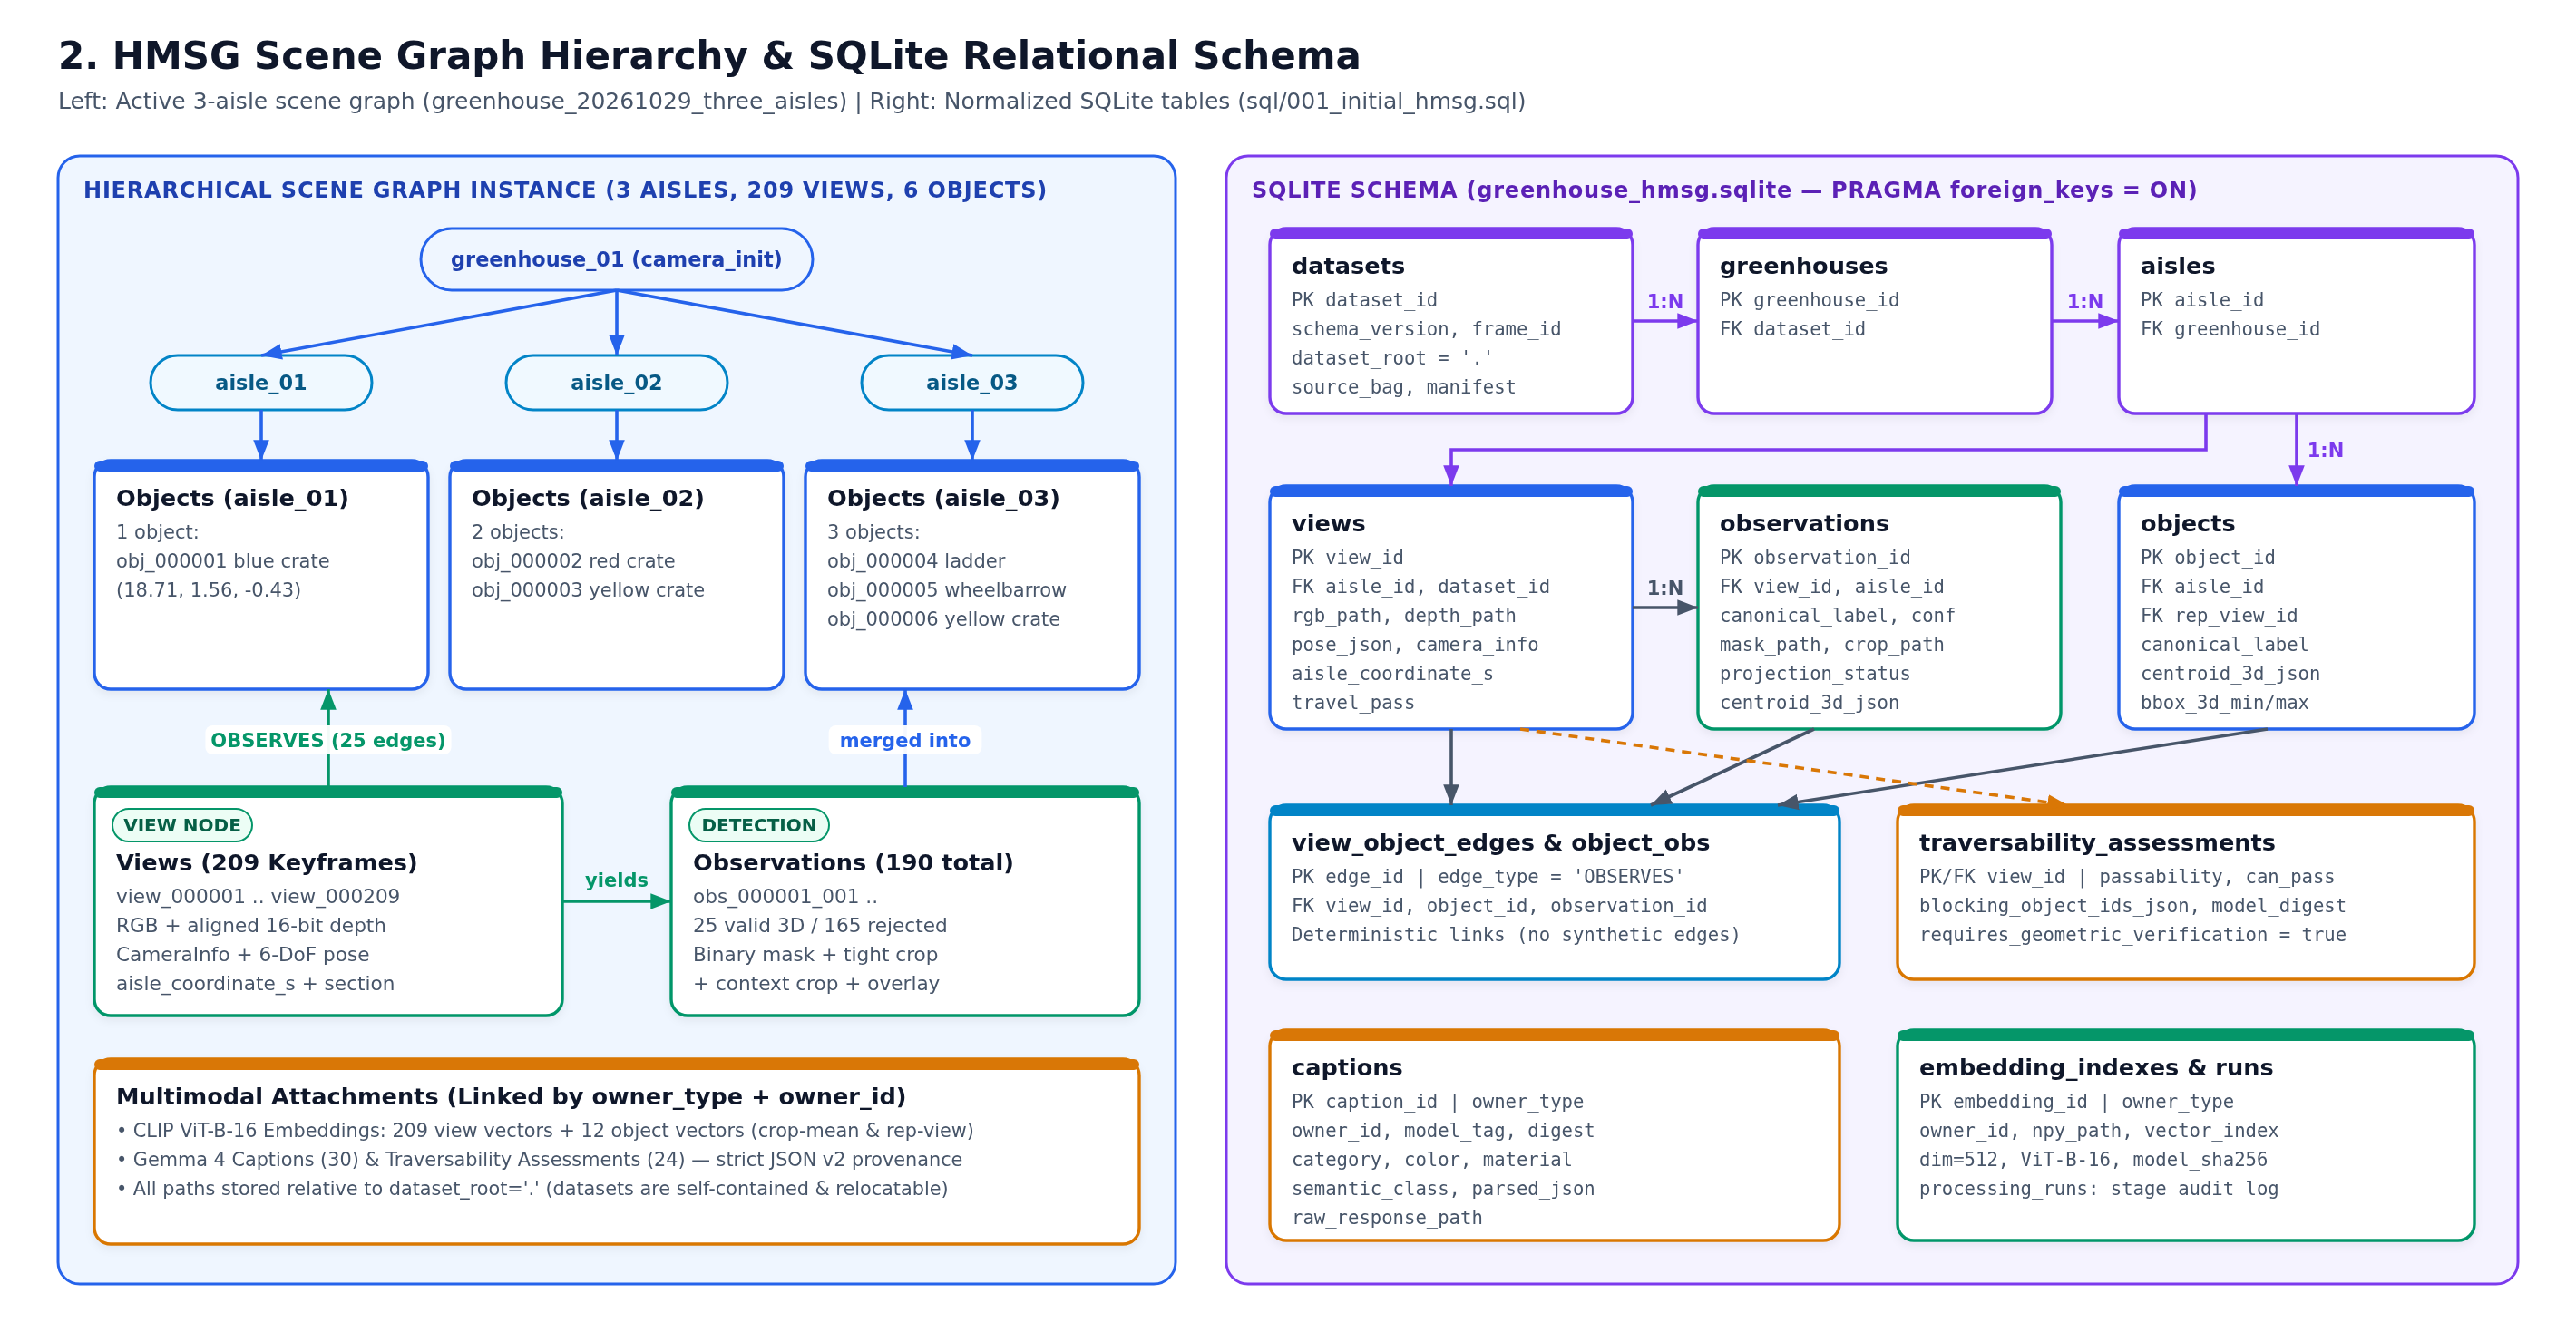 2. HMSG Scene Graph Hierarchy & SQLite Relational Schema
Left: Active 3-aisle scene graph (greenhouse_20261029_three_aisles) | Right: Normalized SQLite tables (sql/001_initial_hmsg.sql)
HIERARCHICAL SCENE GRAPH INSTANCE (3 AISLES, 209 VIEWS, 6 OBJECTS)
greenhouse_01 (camera_init)
aisle_01
aisle_02
aisle_03
Objects (aisle_01)
1 object:
obj_000001 blue crate
(18.71, 1.56, -0.43)
Objects (aisle_02)
2 objects:
obj_000002 red crate
obj_000003 yellow crate
Objects (aisle_03)
3 objects:
obj_000004 ladder
obj_000005 wheelbarrow
obj_000006 yellow crate
OBSERVES (25 edges)
merged into
VIEW NODE
Views (209 Keyframes)
view_000001 .. view_000209
RGB + aligned 16-bit depth
CameraInfo + 6-DoF pose
aisle_coordinate_s + section
yields
DETECTION
Observations (190 total)
obs_000001_001 ..
25 valid 3D / 165 rejected
Binary mask + tight crop
+ context crop + overlay
Multimodal Attachments (Linked by owner_type + owner_id)
• CLIP ViT-B-16 Embeddings: 209 view vectors + 12 object vectors (crop-mean & rep-view)
• Gemma 4 Captions (30) & Traversability Assessments (24) — strict JSON v2 provenance
• All paths stored relative to dataset_root='.' (datasets are self-contained & relocatable)
SQLITE SCHEMA (greenhouse_hmsg.sqlite — PRAGMA foreign_keys = ON)
datasets
PK dataset_id
schema_version, frame_id
dataset_root = '.'
source_bag, manifest
1:N
greenhouses
PK greenhouse_id
FK dataset_id
1:N
aisles
PK aisle_id
FK greenhouse_id
1:N
views
PK view_id
FK aisle_id, dataset_id
rgb_path, depth_path
pose_json, camera_info
aisle_coordinate_s
travel_pass
1:N
observations
PK observation_id
FK view_id, aisle_id
canonical_label, conf
mask_path, crop_path
projection_status
centroid_3d_json
objects
PK object_id
FK aisle_id
FK rep_view_id
canonical_label
centroid_3d_json
bbox_3d_min/max
view_object_edges & object_obs
PK edge_id | edge_type = 'OBSERVES'
FK view_id, object_id, observation_id
Deterministic links (no synthetic edges)
traversability_assessments
PK/FK view_id | passability, can_pass
blocking_object_ids_json, model_digest
requires_geometric_verification = true
captions
PK caption_id | owner_type
owner_id, model_tag, digest
category, color, material
semantic_class, parsed_json
raw_response_path
embedding_indexes & runs
PK embedding_id | owner_type
owner_id, npy_path, vector_index
dim=512, ViT-B-16, model_sha256
processing_runs: stage audit log